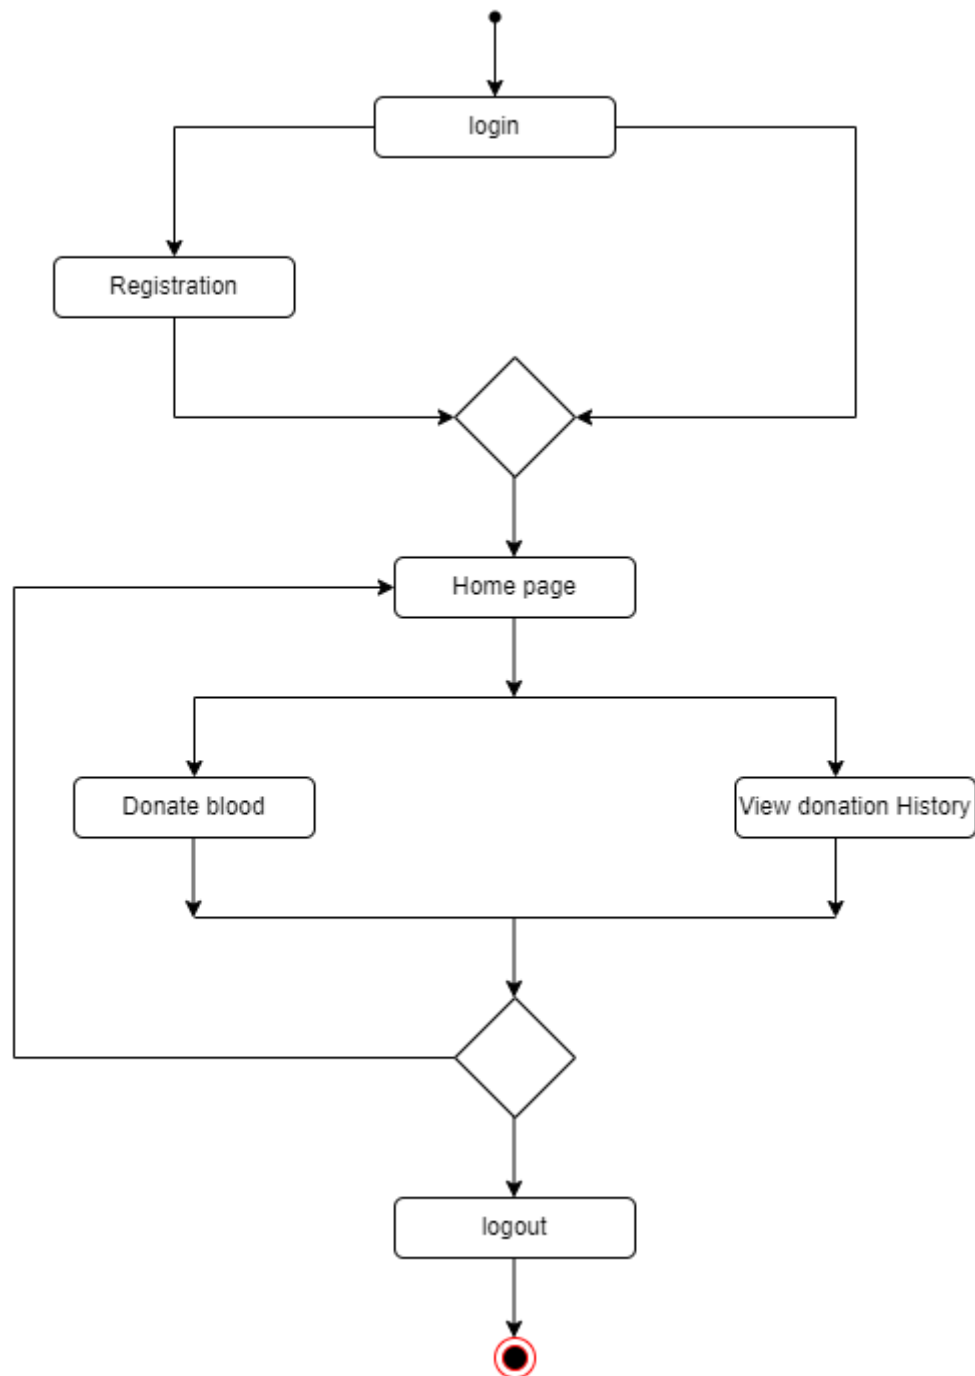 login
Registration
Home page
Donate blood
View donation History
logout